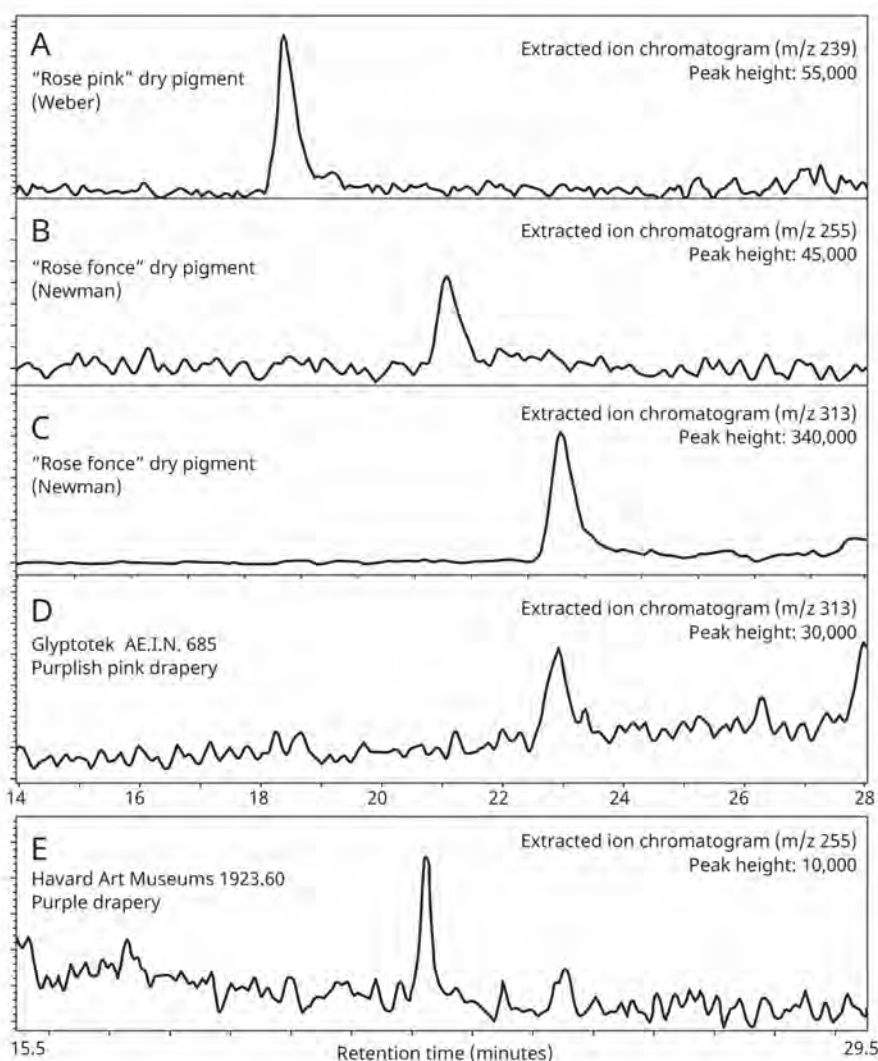 A
"Rose pink" dry pigment
(Weber)
Extracted ion chromatogram (m/z 239)
Peak height: 55,000
B
"Rose fonce" dry pigment
(Newman)
Extracted ion chromatogram (m/z 255)
Peak height: 45,000
C
"Rose fonce" dry pigment
(Newman)
Extracted ion chromatogram (m/z 313)
Peak height: 340,000
D
Glyptotek AE.I.N. 685
Purplish pink drapery
Extracted ion chromatogram (m/z 313)
Peak height: 30,000
14 16 18 20 22 24 26 28
E
Havard Art Museums 1923.60
Purple drapery
Extracted ion chromatogram (m/z 255)
Peak height: 10,000
15.5 Retention time (minutes) 29.5